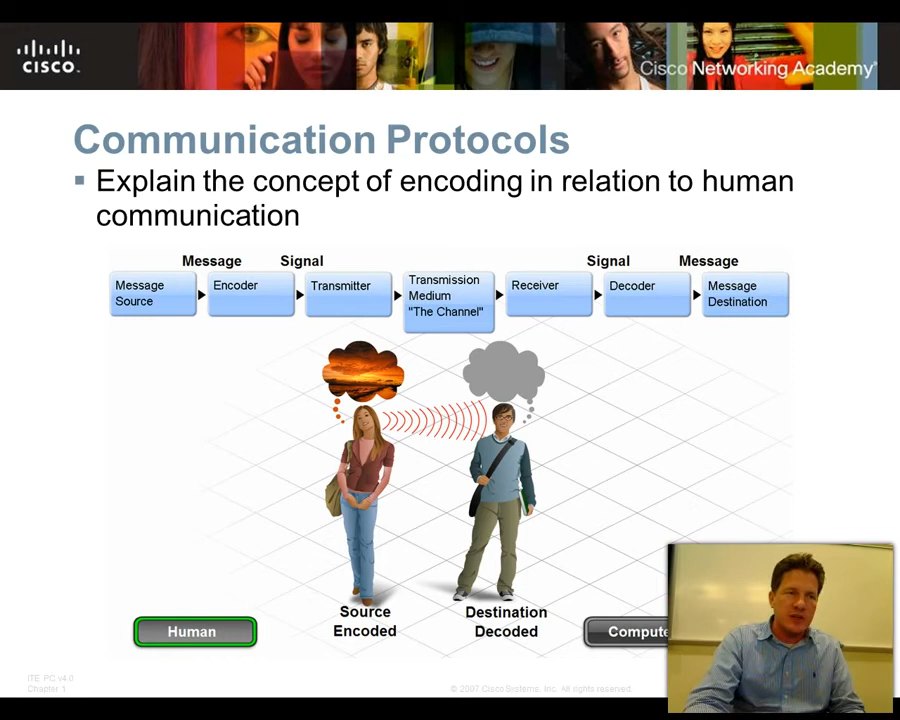 CISCO
Cisco Networking Academy®
Communication Protocols
Explain the concept of encoding in relation to human
communication
Message Signal Signal Message
Message
Source
Encoder
Transmitter
Transmission
Medium
"The Channel"
Receiver
Decoder
Message
Destination
Source
Encoded
Destination
Decoded
Human
Compute
ITE PC v4.0
Chapter 1
© 2007 Cisco Systems, Inc. All rights reserved.